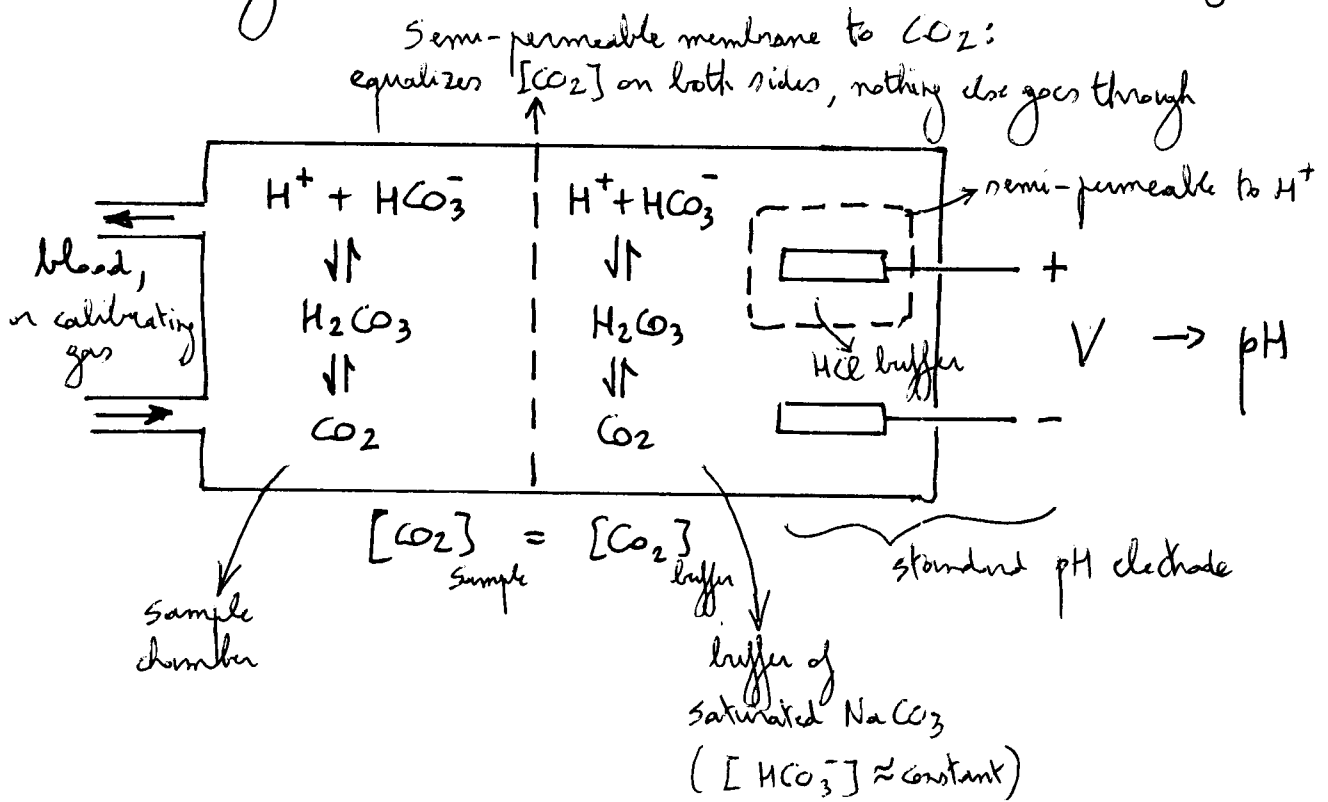 Semi-permeable membrane to CO2:
equalizes [CO2] on both sides, nothing else goes through
H⁺ + HCO3⁻
H⁺ + HCO3⁻
semi-permeable to H⁺
blood,
or calibrating
gas
⇌
⇌
+
H2CO3
H2CO3
HCl buffer
V → pH
⇌
⇌
CO2
CO2
-
[CO2]sample = [CO2]buffer
standard pH electrode
sample
chamber
buffer of
saturated NaCO3
([HCO3⁻] ≈ constant)